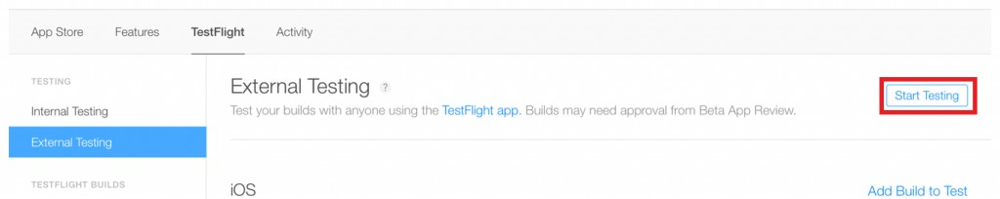 App Store Features TestFlight Activity
TESTING
Internal Testing
External Testing
TESTFLIGHT BUILDS
External Testing ?
Start Testing
Test your builds with anyone using the TestFlight app. Builds may need approval from Beta App Review.
iOS
Add Build to Test